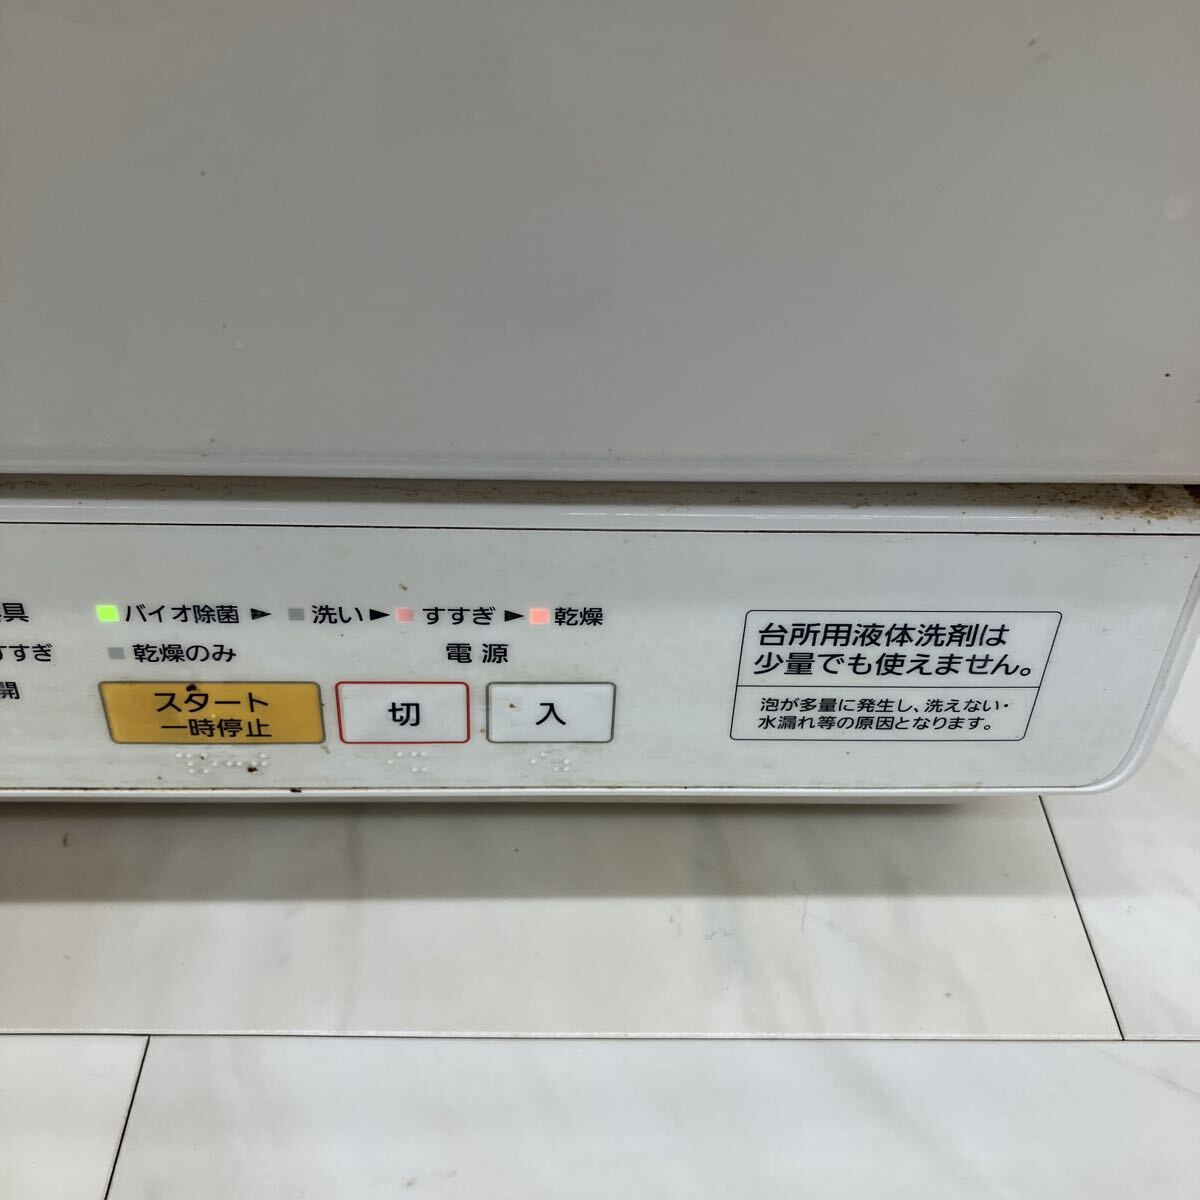 具
バイオ除菌 ▶ 洗い ▶ すすぎ ▶ 乾燥
すすぎ
乾燥のみ
電源
開
スタート
一時停止
切
入
台所用液体洗剤は
少量でも使えません。
泡が多量に発生し、洗えない・
水漏れ等の原因となります。